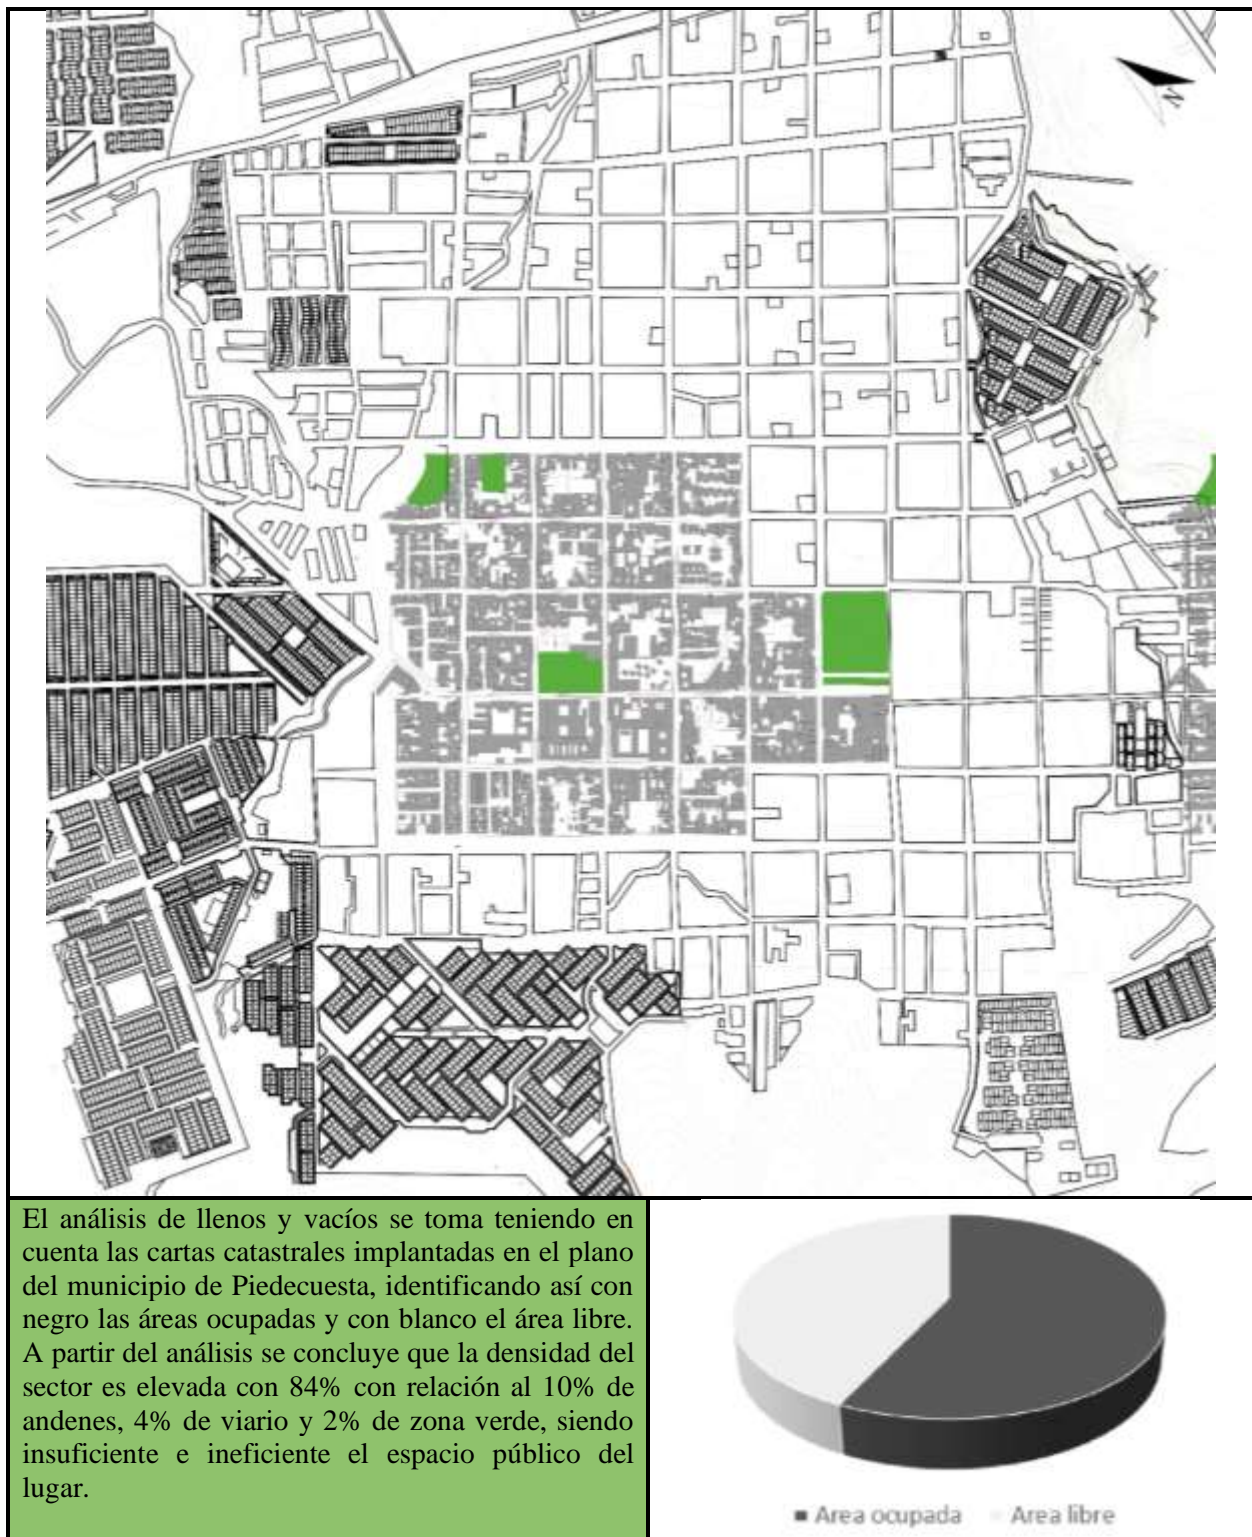 N
El análisis de llenos y vacíos se toma teniendo en
cuenta las cartas catastrales implantadas en el plano
del municipio de Piedecuesta, identificando así con
negro las áreas ocupadas y con blanco el área libre.
A partir del análisis se concluye que la densidad del
sector es elevada con 84% con relación al 10% de
andenes, 4% de viario y 2% de zona verde, siendo
insuficiente e ineficiente el espacio público del
lugar.
Area ocupada Area libre